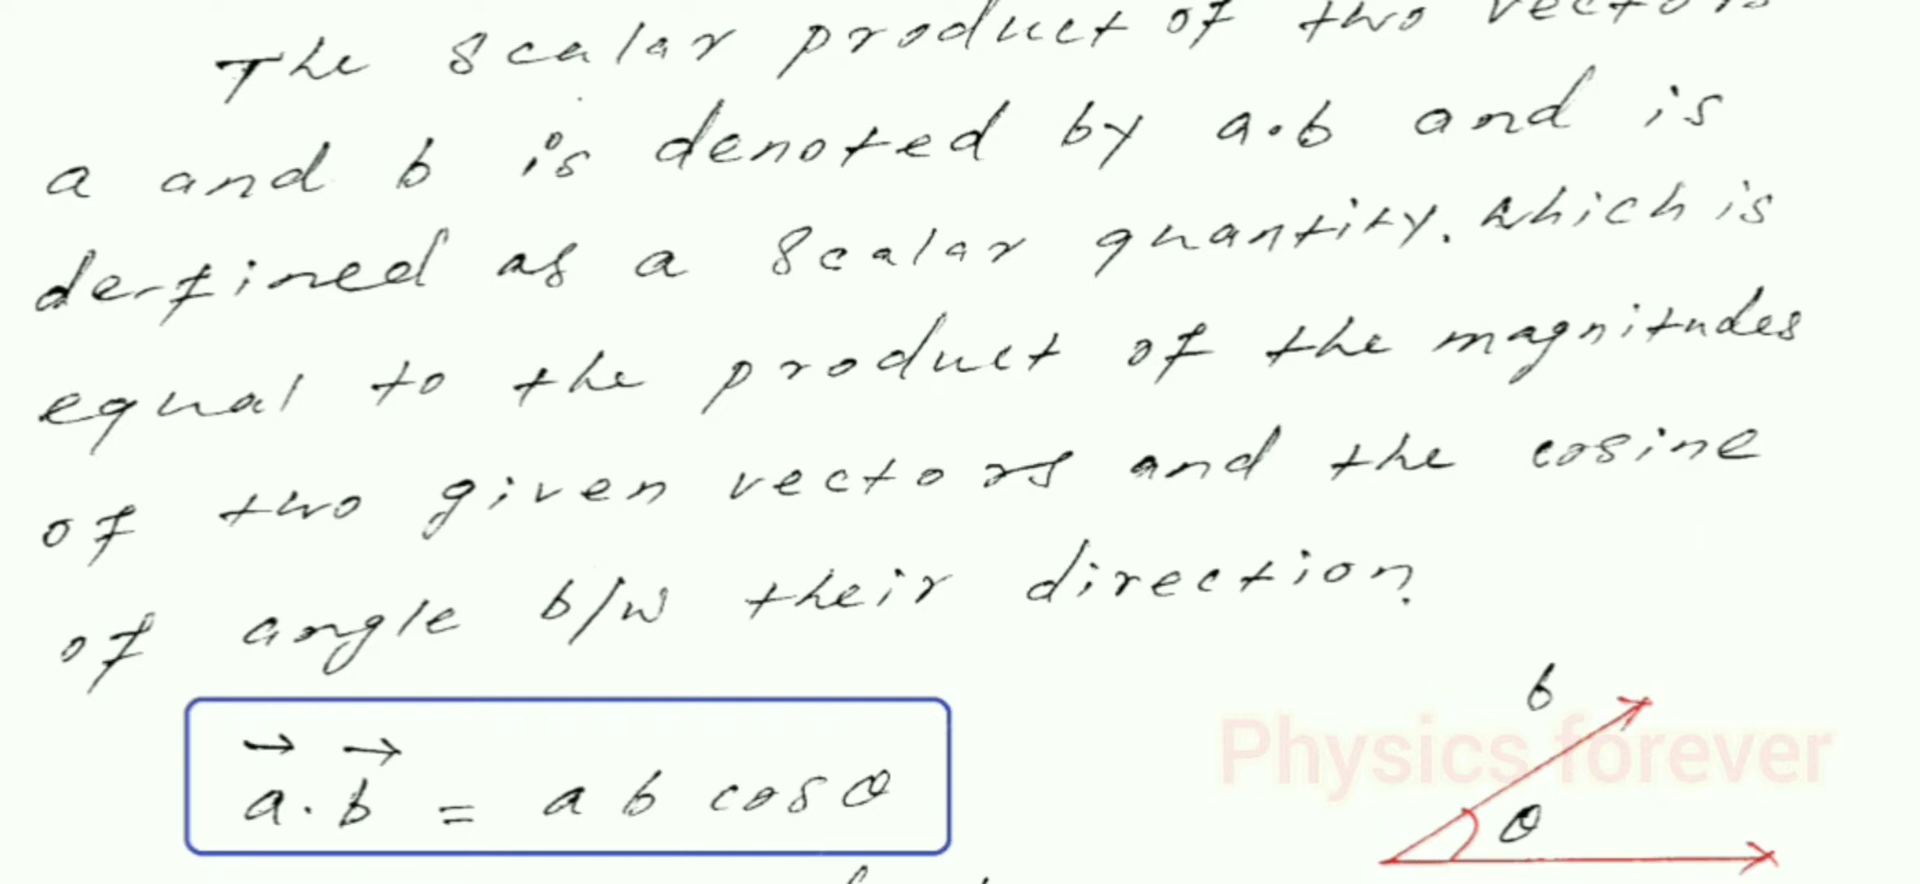 The scalar product of two vectors
a and b is denoted by a.b and is
defined as a scalar quantity. which is
equal to the product of the magnitudes
of two given vectors and the cosine
of angle b/w their direction.
b
Physics forever
a⃗.b⃗ = a b cos θ
θ